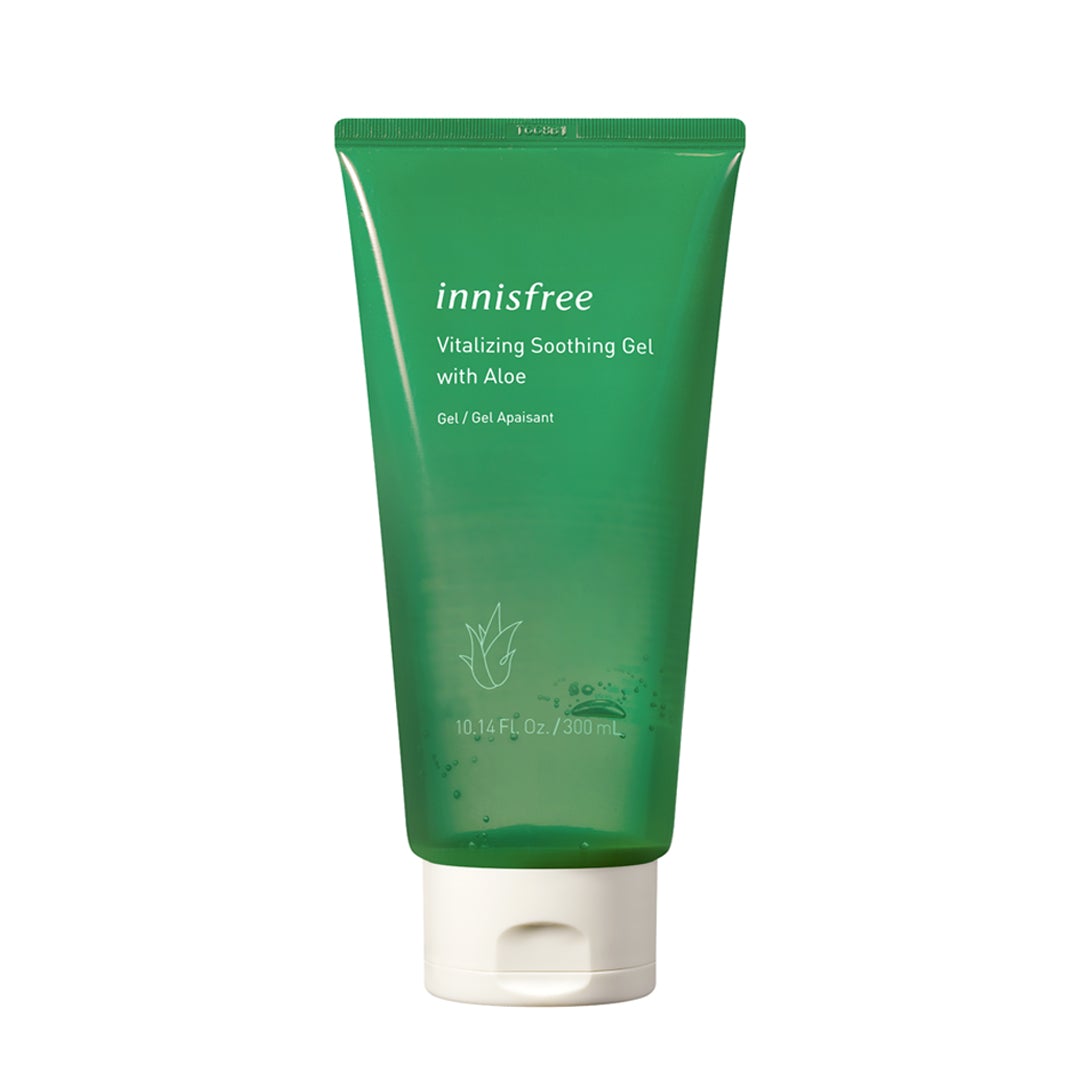 innisfree
Vitalizing Soothing Gel
with Aloe
Gel / Gel Apaisant
10.14 Fl. Oz. / 300 mL